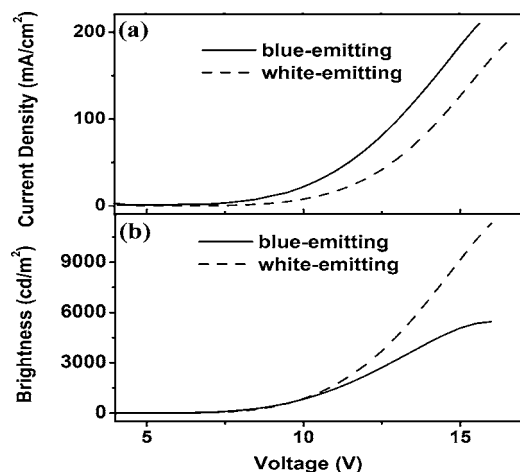 (a)
blue-emitting
white-emitting
Current Density (mA/cm²)
200
100
0
(b)
blue-emitting
white-emitting
Brightness (cd/m²)
9000
6000
3000
0
5
10
15
Voltage (V)